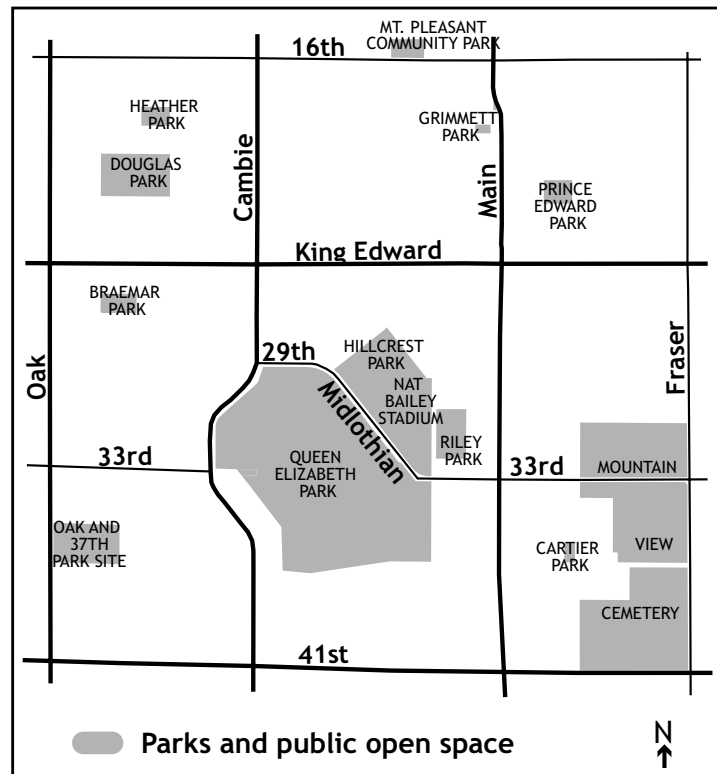 MT. PLEASANT
COMMUNITY PARK
16th
HEATHER
PARK
GRIMMETT
PARK
DOUGLAS
PARK
Cambie
Main
PRINCE
EDWARD
PARK
King Edward
BRAEMAR
PARK
29th
HILLCREST
PARK
Oak
Fraser
NAT
BAILEY
STADIUM
Midlothian
RILEY
PARK
33rd
QUEEN
ELIZABETH
PARK
33rd
MOUNTAIN
OAK AND
37TH
PARK SITE
CARTIER
PARK
VIEW
CEMETERY
41st
Parks and public open space
N